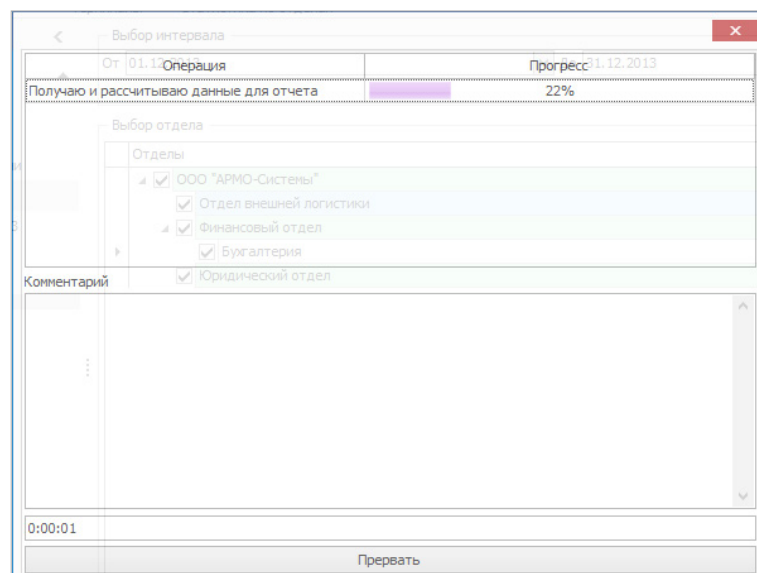 Выбор интервала
От 01.12.2013 31.12.2013
Операция Прогресс
Получаю и рассчитываю данные для отчета 22%
Выбор отдела
Отделы
ООО "АРМО-Системы"
Отдел внешней логистики
Финансовый отдел
Бухгалтерия
Юридический отдел
Комментарий
0:00:01
Прервать